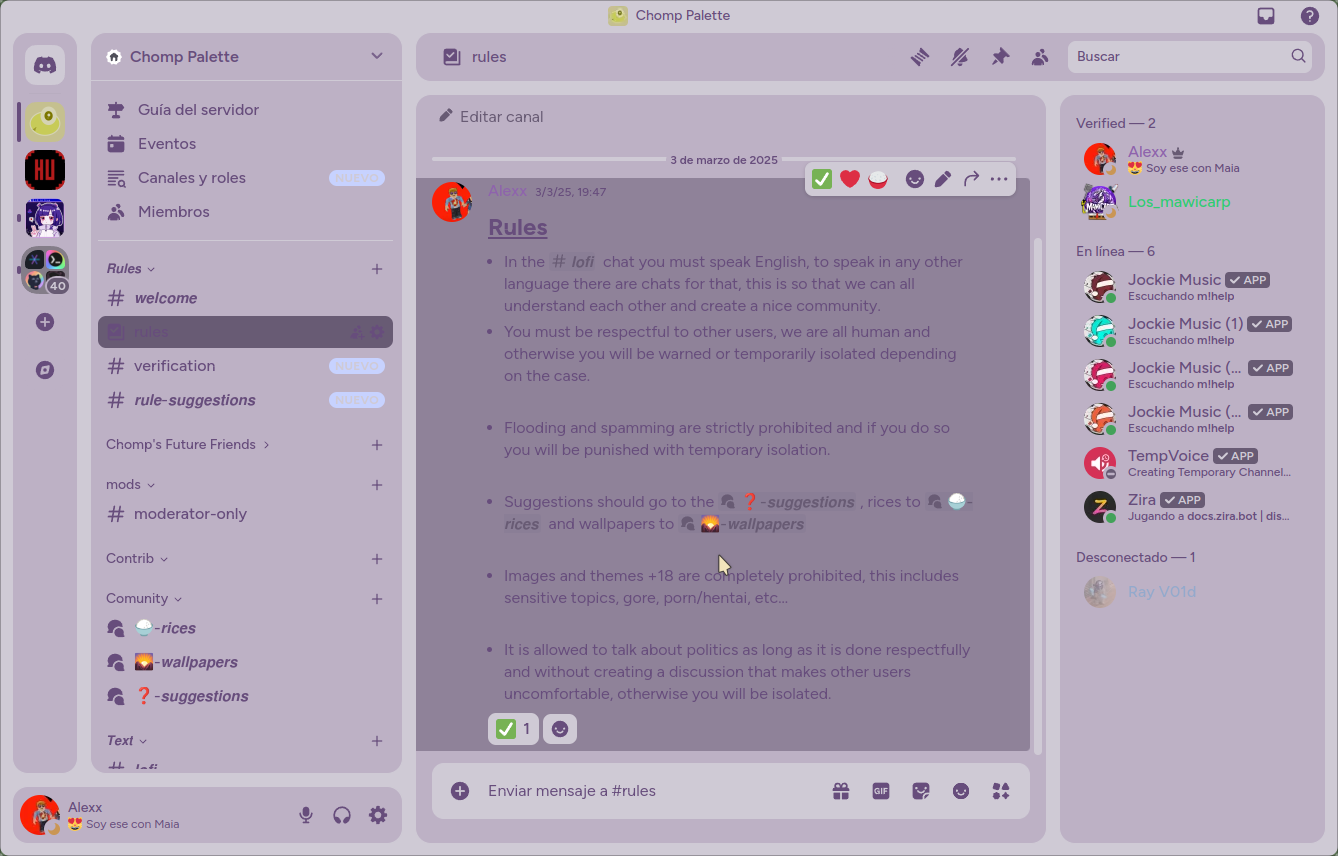 Chomp Palette
Chomp Palette
Guía del servidor
Eventos
Canales y roles NUEVO
Miembros
Rules
welcome
rules
verification NUEVO
rule-suggestions NUEVO
Chomp's Future Friends
mods
moderator-only
Contrib
Comunity
-rices
-wallpapers
-suggestions
Text
lofi
HU
40
Alexx
Soy ese con Maia
rules
Buscar
Editar canal
3 de marzo de 2025
Alexx 3/3/25, 19:47
Rules
• In the # lofi chat you must speak English, to speak in any other
language there are chats for that, this is so that we can all
understand each other and create a nice community.
• You must be respectful to other users, we are all human and
otherwise you will be warned or temporarily isolated depending
on the case.
• Flooding and spamming are strictly prohibited and if you do so
you will be punished with temporary isolation.
• Suggestions should go to the ❓-suggestions , rices to 🍚-
rices and wallpapers to 🌄-wallpapers
• Images and themes +18 are completely prohibited, this includes
sensitive topics, gore, porn/hentai, etc...
• It is allowed to talk about politics as long as it is done respectfully
and without creating a discussion that makes other users
uncomfortable, otherwise you will be isolated.
1
Enviar mensaje a #rules
GIF
Verified — 2
Alexx
Soy ese con Maia
Los_mawicarp
En línea — 6
Jockie Music APP
Escuchando m!help
Jockie Music (1) APP
Escuchando m!help
Jockie Music (... APP
Escuchando m!help
Jockie Music (... APP
Escuchando m!help
TempVoice APP
Creating Temporary Channel...
Zira APP
Jugando a docs.zira.bot | dis...
Desconectado — 1
Ray V01d